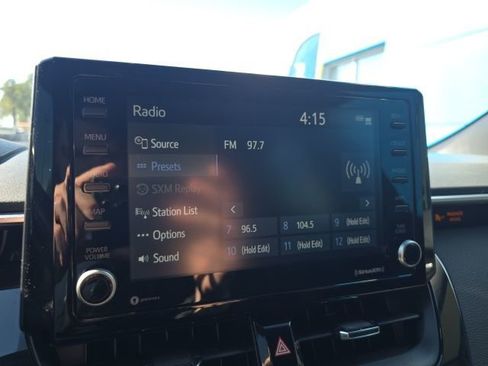 HOME
Radio
4:15
MENU
Source
FM 97.7
Presets
SXM Replay
MAP
Station List
POWER
VOLUME
Options
7 96.5
8 104.5
9 (Hold Edit)
Sound
10 (Hold Edit)
11 (Hold Edit)
12 (Hold Edit)
SiriusXM